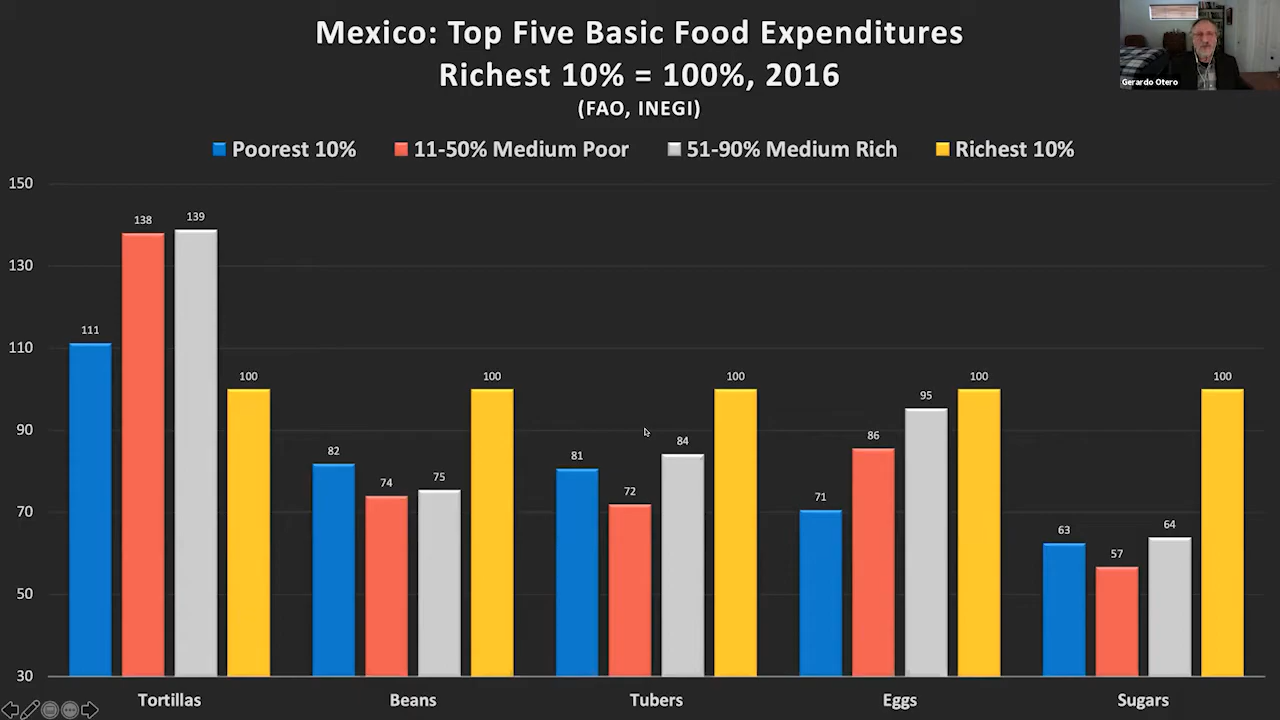 Mexico: Top Five Basic Food Expenditures
Richest 10% = 100%, 2016
(FAO, INEGI)
Gerardo Otero
Poorest 10% 11-50% Medium Poor 51-90% Medium Rich Richest 10%
150
130
110
90
70
50
30
111 138 139 100
82 74 75 100
81 72 84 100
71 86 95 100
63 57 64 100
Tortillas Beans Tubers Eggs Sugars